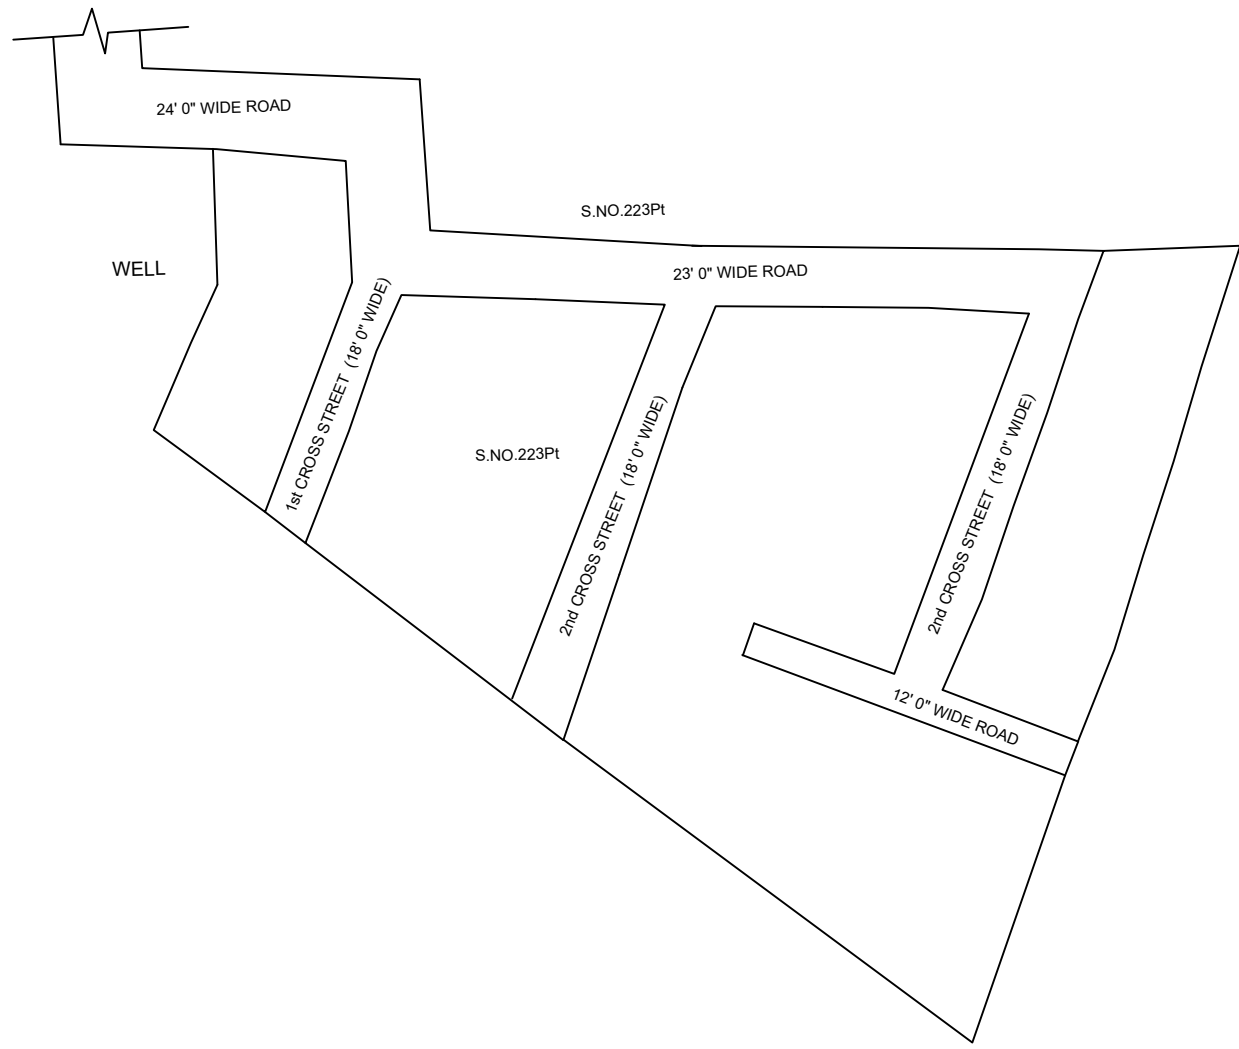 24' 0" WIDE ROAD
S.NO.223Pt
WELL
23' 0" WIDE ROAD
1st CROSS STREET (18' 0" WIDE)
S.NO.223Pt
2nd CROSS STREET (18' 0" WIDE)
2nd CROSS STREET (18' 0" WIDE)
12' 0" WIDE ROAD